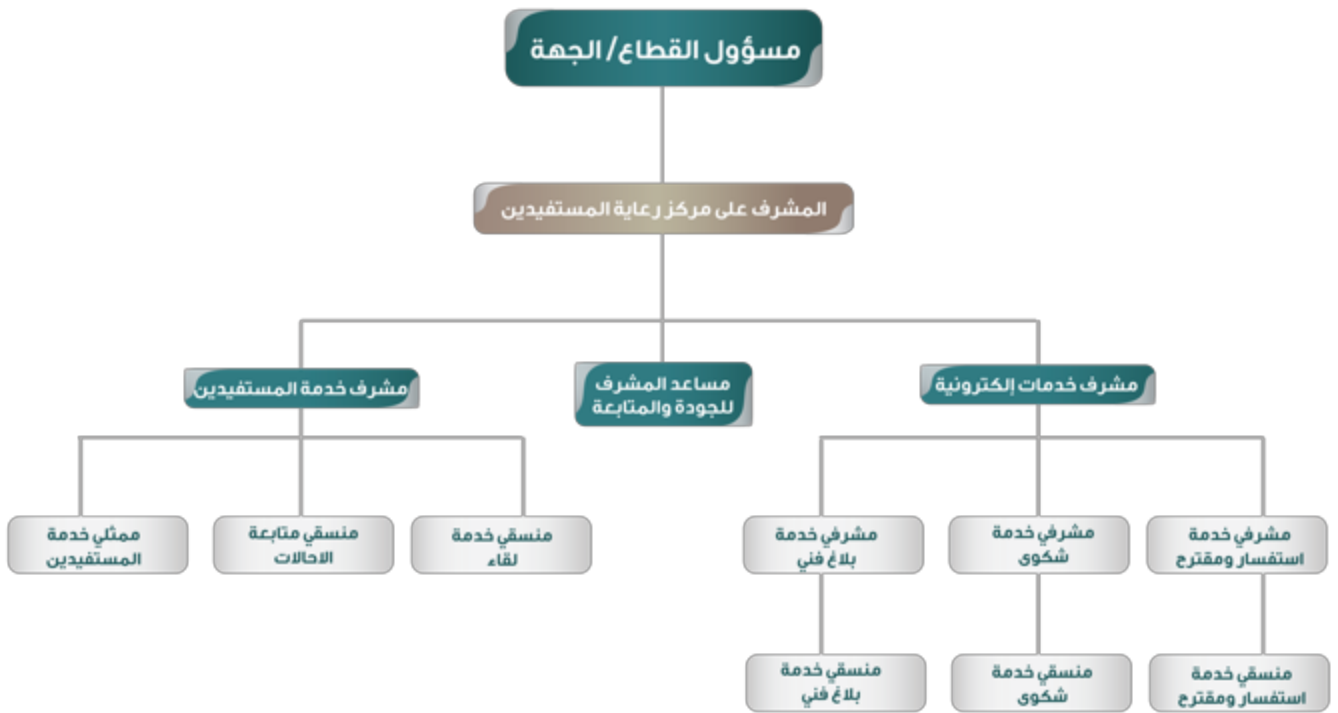 مسؤول القطاع/ الجهة
المشرف على مركز رعاية المستفيدين
مشرف خدمات إلكترونية
مساعد المشرف
للجودة والمتابعة
مشرف خدمة المستفيدين
مشرفي خدمة
استفسار ومقترح
مشرفي خدمة
شكوى
مشرفي خدمة
بلاغ فني
منسقي خدمة
لقاء
منسقي متابعة
الاحالات
ممثلي خدمة
المستفيدين
منسقي خدمة
استفسار ومقترح
منسقي خدمة
شكوى
منسقي خدمة
بلاغ فني